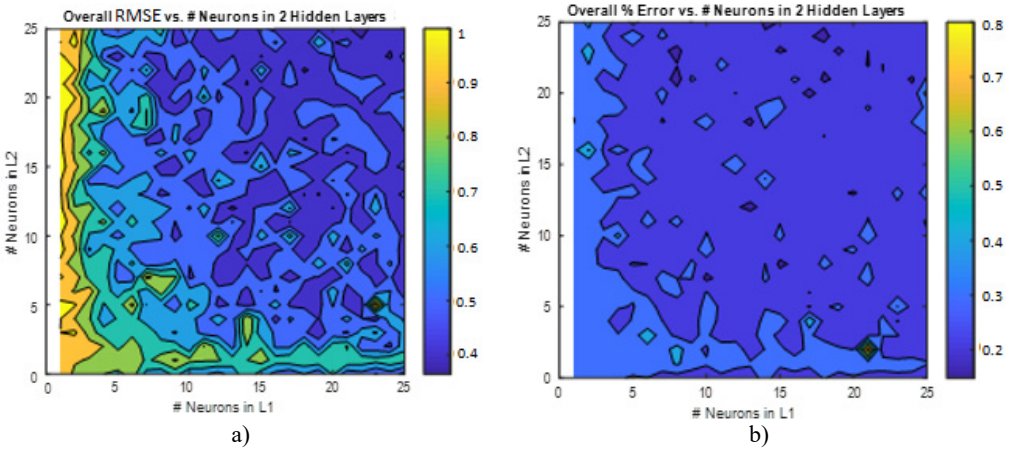 Overall RMSE vs. # Neurons in 2 Hidden Layers
25
20
15
10
5
0
# Neurons in L2
0 5 10 15 20 25
# Neurons in L1
1
0.9
0.8
0.7
0.6
0.5
0.4
a)
Overall % Error vs. # Neurons in 2 Hidden Layers
25
20
15
10
5
0
# Neurons in L2
0 5 10 15 20 25
# Neurons in L1
0.8
0.7
0.6
0.5
0.4
0.3
0.2
b)